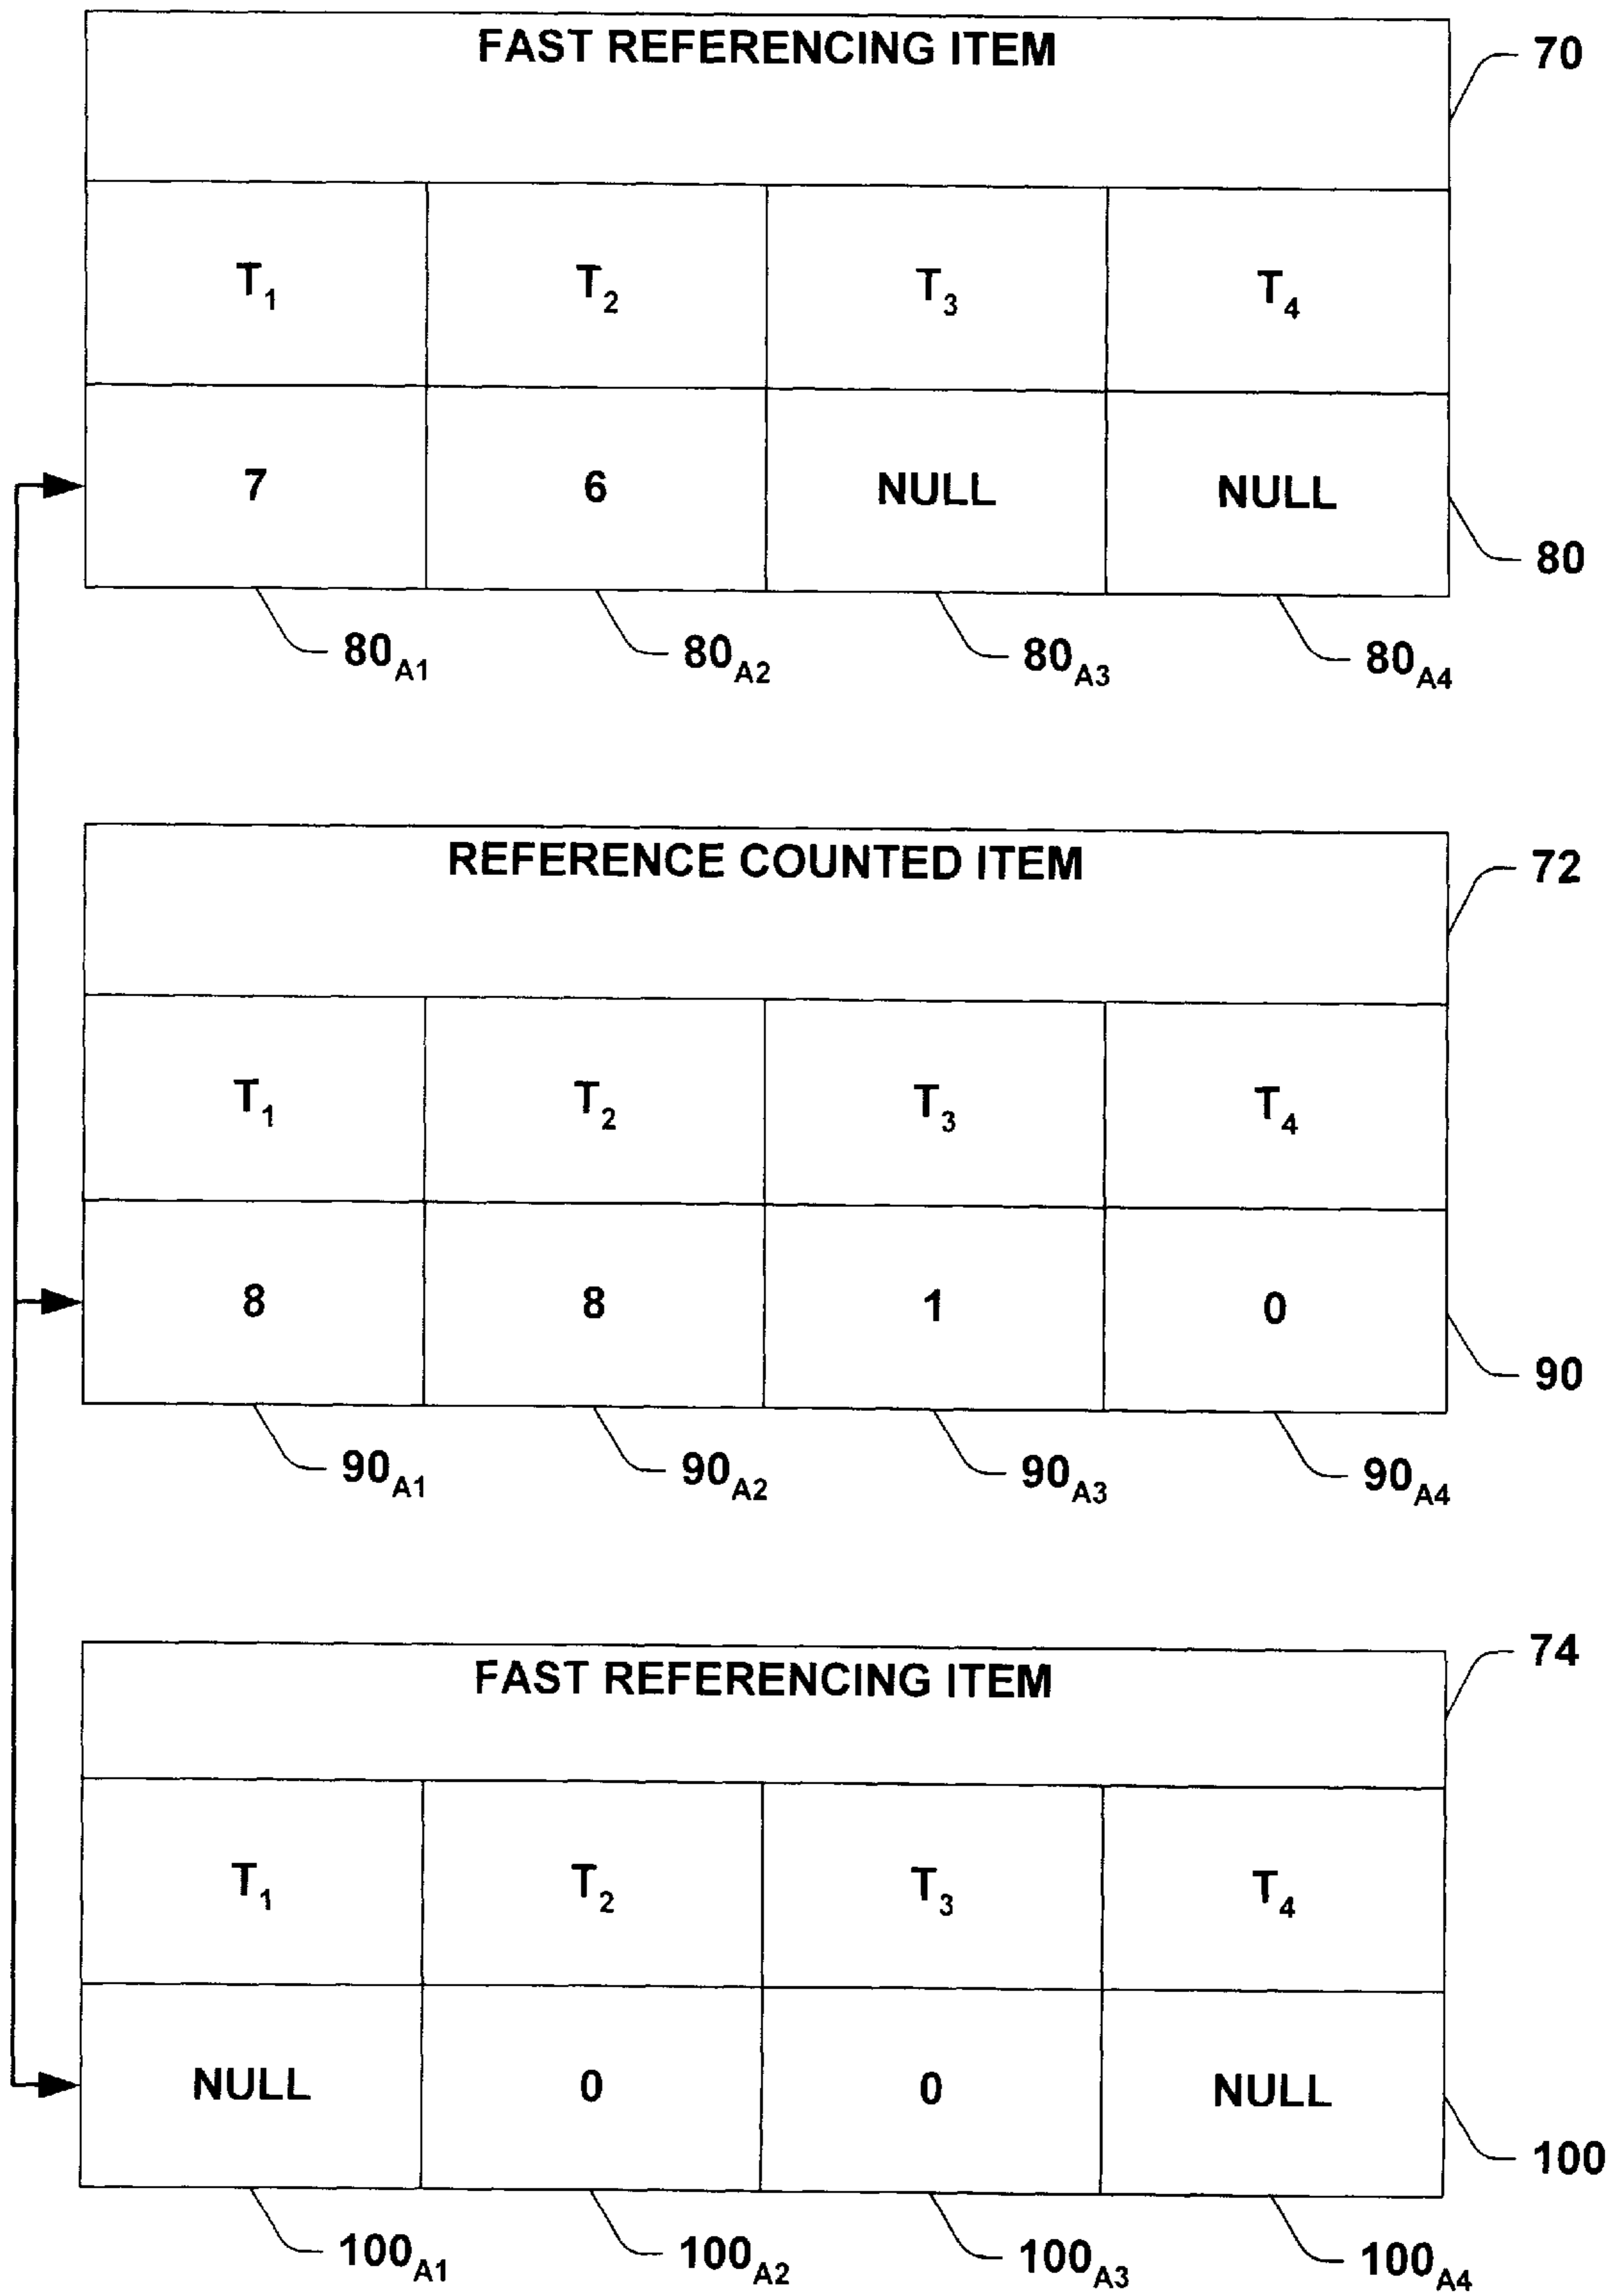 FAST REFERENCING ITEM
70
T1 T2 T3 T4
7 6 NULL NULL
80
80A1 80A2 80A3 80A4
REFERENCE COUNTED ITEM
72
T1 T2 T3 T4
8 8 1 0
90
90A1 90A2 90A3 90A4
FAST REFERENCING ITEM
74
T1 T2 T3 T4
NULL 0 0 NULL
100
100A1 100A2 100A3 100A4